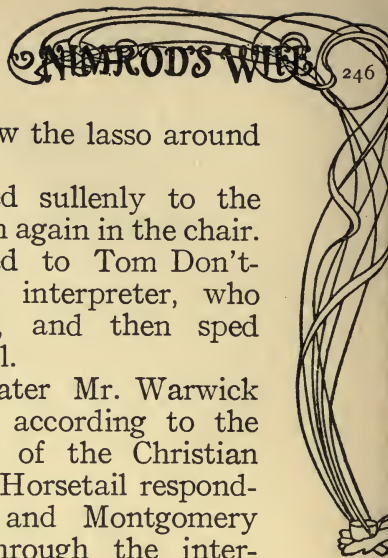 NIMROD'S WIFE
246
w the lasso around
d sullenly to the
n again in the chair.
d to Tom Don't-
interpreter, who
, and then sped
l.
ater Mr. Warwick
according to the
of the Christian
Horsetail respond-
and Montgomery
hrough the inter-